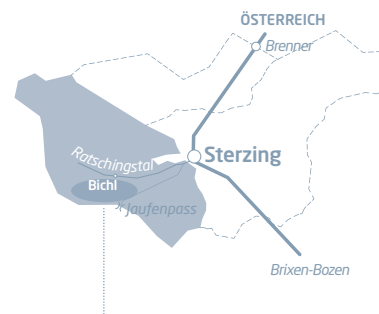 ÖSTERREICH
Brenner
Sterzing
Ratschingstal
Bichl
Jaufenpass
Brixen-Bozen